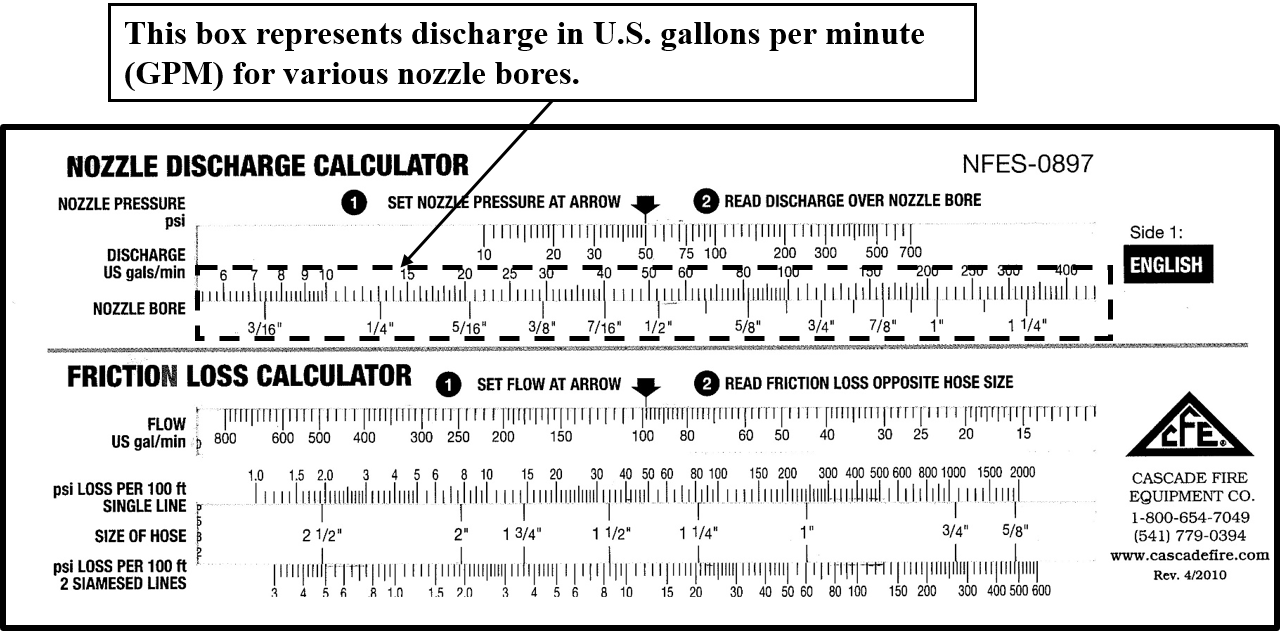 This box represents discharge in U.S. gallons per minute
(GPM) for various nozzle bores.
NOZZLE DISCHARGE CALCULATOR
NFES-0897
NOZZLE PRESSURE
psi
1 SET NOZZLE PRESSURE AT ARROW
2 READ DISCHARGE OVER NOZZLE BORE
10 20 30 50 75 100 200 300 500 700
Side 1:
ENGLISH
DISCHARGE
US gals/min
6 7 8 9 10 15 20 25 30 40 50 60 80 100 150 200 250 300 400
NOZZLE BORE
3/16" 1/4" 5/16" 3/8" 7/16" 1/2" 5/8" 3/4" 7/8" 1" 1 1/4"
FRICTION LOSS CALCULATOR
1 SET FLOW AT ARROW
2 READ FRICTION LOSS OPPOSITE HOSE SIZE
FLOW
US gal/min
800 600 500 400 300 250 200 150 100 80 60 50 40 30 25 20 15
psi LOSS PER 100 ft
SINGLE LINE
1.0 1.5 2.0 3 4 5 6 8 10 15 20 30 40 50 60 80 100 150 200 300 400 500 600 800 1000 1500 2000
SIZE OF HOSE
2 1/2" 2" 1 3/4" 1 1/2" 1 1/4" 1" 3/4" 5/8"
psi LOSS PER 100 ft
2 SIAMESED LINES
.3 .4 .5 .6 .8 1.0 1.5 2.0 3 4 5 6 8 10 15 20 30 40 50 60 80 100 150 200 300 400 500 600
CFE®
CASCADE FIRE
EQUIPMENT CO.
1-800-654-7049
(541) 779-0394
www.cascadefire.com
Rev. 4/2010